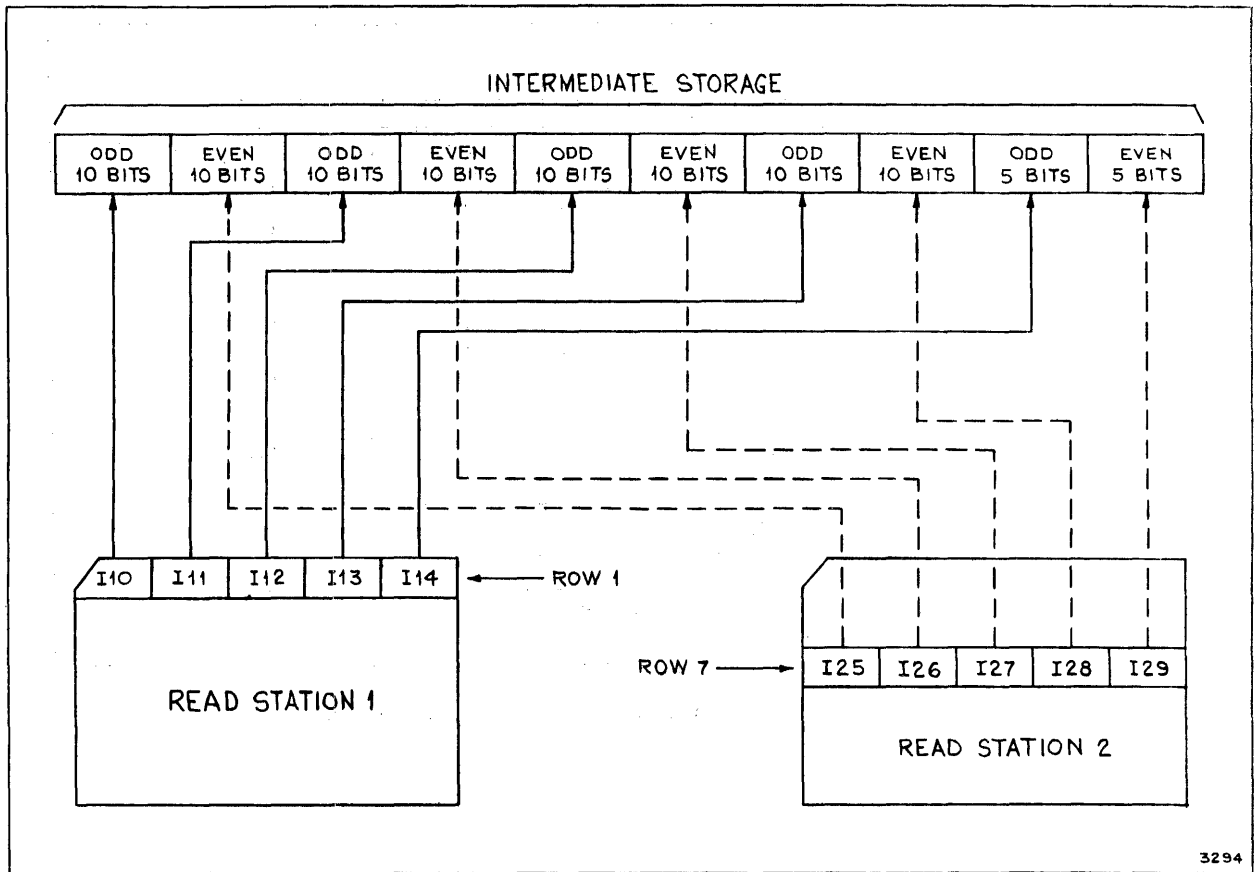 INTERMEDIATE STORAGE
ODD 10 BITS
EVEN 10 BITS
ODD 10 BITS
EVEN 10 BITS
ODD 10 BITS
EVEN 10 BITS
ODD 10 BITS
EVEN 10 BITS
ODD 5 BITS
EVEN 5 BITS
I10 I11 I12 I13 I14
ROW 1
READ STATION 1
ROW 7
I25 I26 I27 I28 I29
READ STATION 2
3294